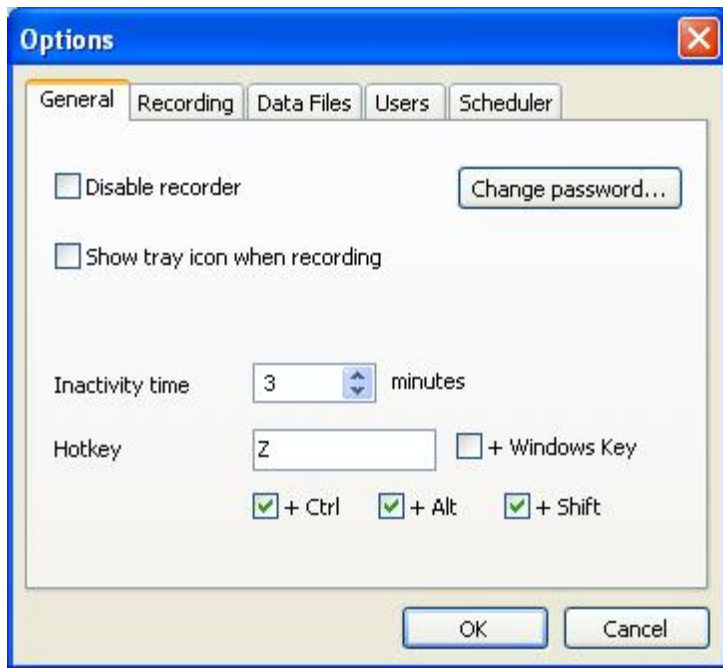 Options
General Recording Data Files Users Scheduler
Disable recorder Change password...
Show tray icon when recording
Inactivity time 3 minutes
Hotkey Z + Windows Key
+ Ctrl + Alt + Shift
OK Cancel